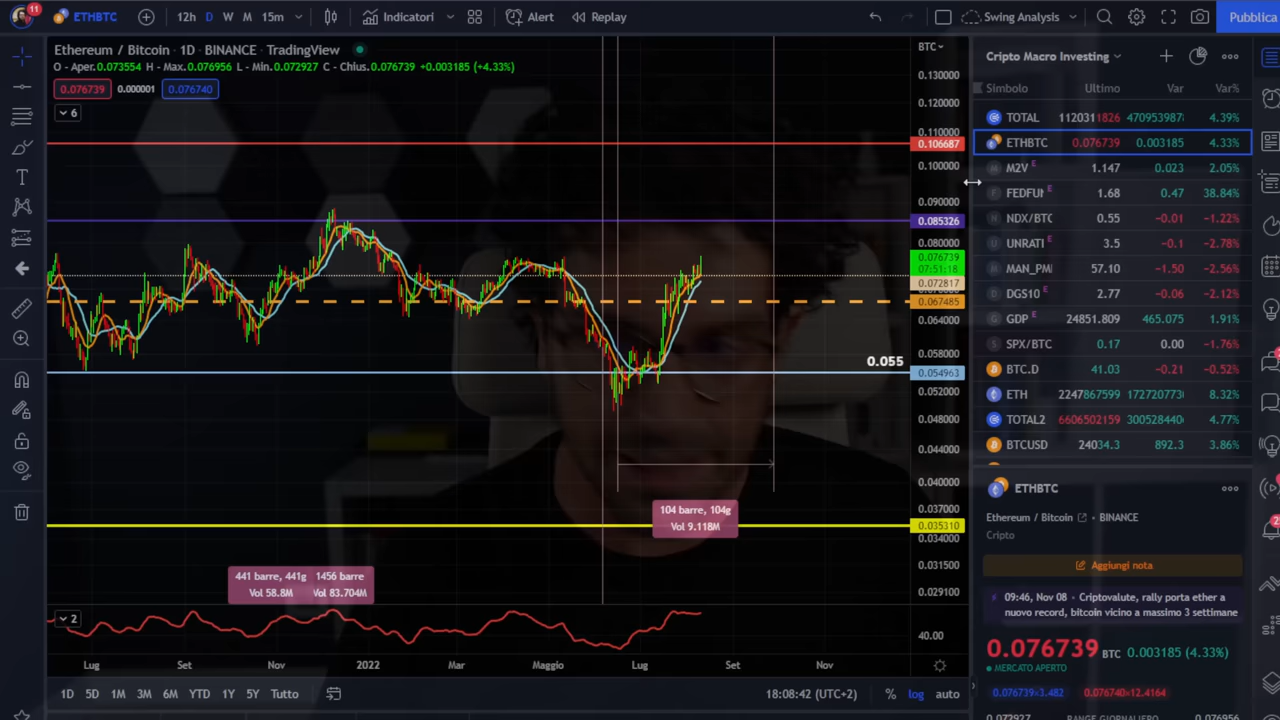 11
ETHBTC
12h D W M 15m
Indicatori
Alert
Replay
Swing Analysis
Pubblica
Ethereum / Bitcoin · 1D · BINANCE · TradingView
O - Aper.0.073554 H - Max.0.076956 L - Min.0.072927 C - Chius.0.076739 +0.003185 (+4.33%)
0.076739 0.000001 0.076740
6
BTC
0.130000
0.120000
0.110000
0.106687
0.100000
0.090000
0.085326
0.080000
0.076739
07:51:18
0.072817
0.067485
0.064000
0.058000
0.055
0.054963
0.052000
0.048000
0.044000
0.040000
0.037000
0.035310
0.034000
0.031500
0.029100
104 barre, 104g
Vol 9.118M
441 barre, 441g 1456 barre
Vol 58.8M Vol 83.704M
2
40.00
Lug Set Nov 2022 Mar Maggio Lug Set Nov
1D 5D 1M 3M 6M YTD 1Y 5Y Tutto
18:08:42 (UTC+2) % log auto
Cripto Macro Investing
Simbolo Ultimo Var Var%
TOTAL 1120311826 4709539878 4.39%
ETHBTC 0.076739 0.003185 4.33%
M2V E 1.147 0.023 2.05%
FEDFU E 1.68 0.47 38.84%
NDX/BTC 0.55 −0.01 −1.22%
UNRATI E 3.5 −0.1 −2.78%
MAN_PM 57.10 −1.50 −2.56%
DGS10 E 2.77 −0.06 −2.12%
GDP E 24851.809 465.075 1.91%
SPX/BTC 0.17 0.00 −1.76%
BTC.D 41.03 −0.21 −0.52%
ETH 2247867599 1727207730 8.32%
TOTAL2 6606502159 3005284406 4.77%
BTCUSD 24034.3 892.3 3.86%
ETHBTC
Ethereum / Bitcoin · BINANCE
Cripto
Aggiungi nota
09:46, Nov 08 · Criptovalute, rally porta ether a
nuovo record, bitcoin vicino a massimo 3 settimane
0.076739 BTC 0.003185 (4.33%)
MERCATO APERTO
0.076739×3.482 0.076740×12.4164
0.072927 RANGE GIORNALIERO 0.076956